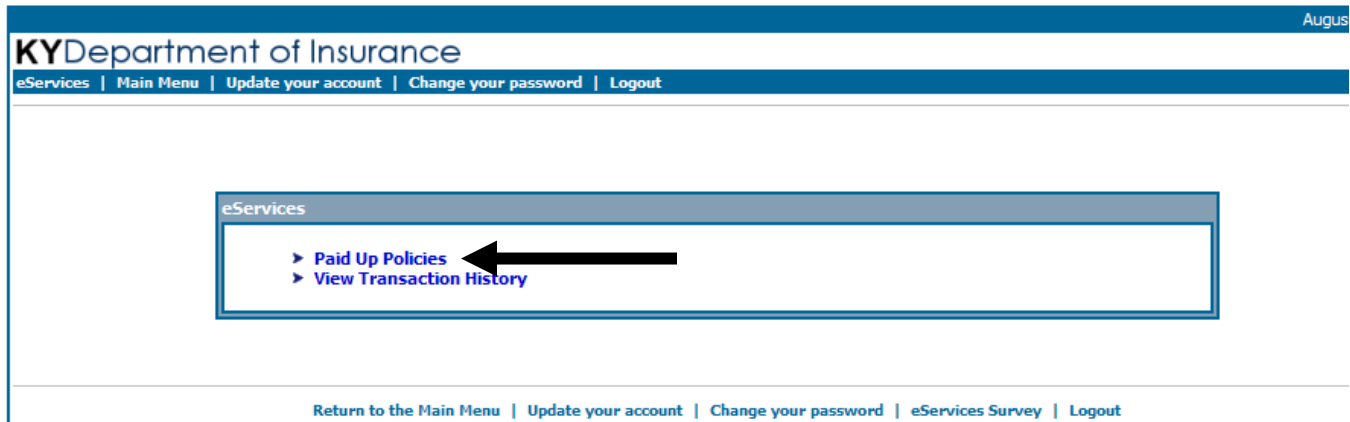 Augus
KYDepartment of Insurance
eServices | Main Menu | Update your account | Change your password | Logout
eServices
➤ Paid Up Policies
➤ View Transaction History
Return to the Main Menu | Update your account | Change your password | eServices Survey | Logout